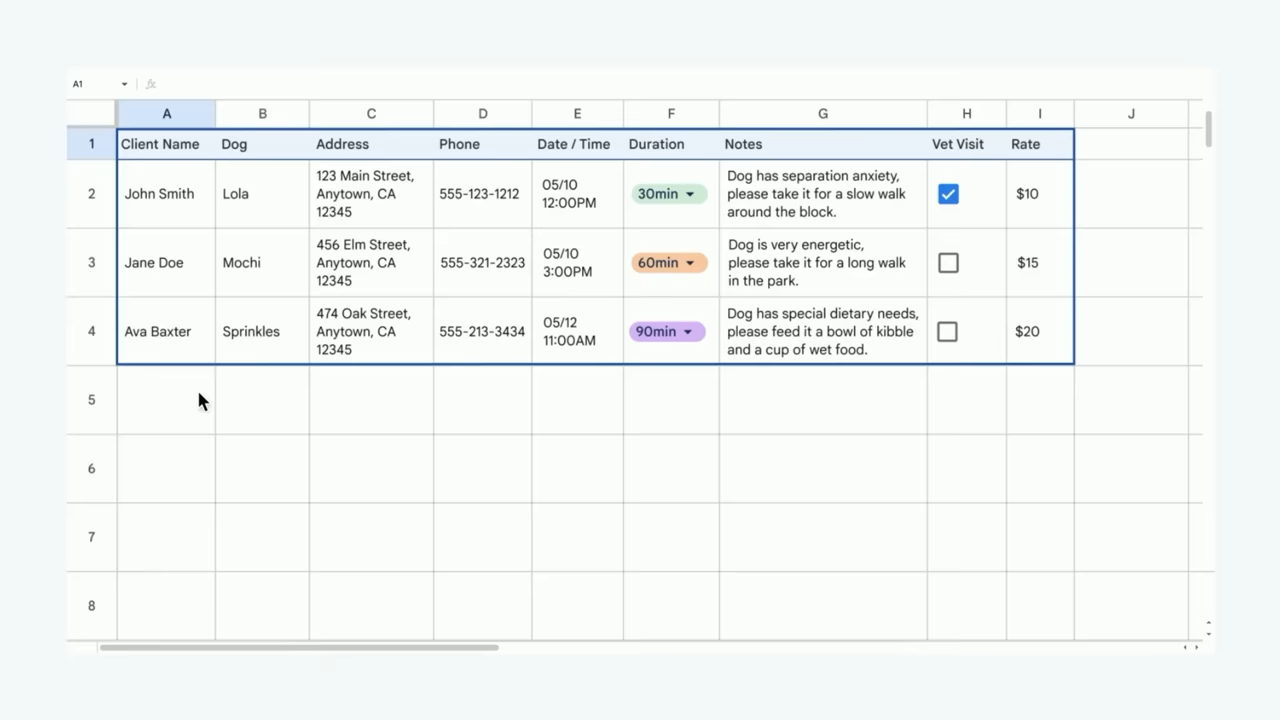 A1
fx
A B C D E F G H I J
1 Client Name Dog Address Phone Date / Time Duration Notes Vet Visit Rate
2 John Smith Lola
123 Main Street,
Anytown, CA
12345
555-123-1212
05/10
12:00PM
30min
Dog has separation anxiety,
please take it for a slow walk
around the block.
$10
3 Jane Doe Mochi
456 Elm Street,
Anytown, CA
12345
555-321-2323
05/10
3:00PM
60min
Dog is very energetic,
please take it for a long walk
in the park.
$15
4 Ava Baxter Sprinkles
474 Oak Street,
Anytown, CA
12345
555-213-3434
05/12
11:00AM
90min
Dog has special dietary needs,
please feed it a bowl of kibble
and a cup of wet food.
$20
5
6
7
8